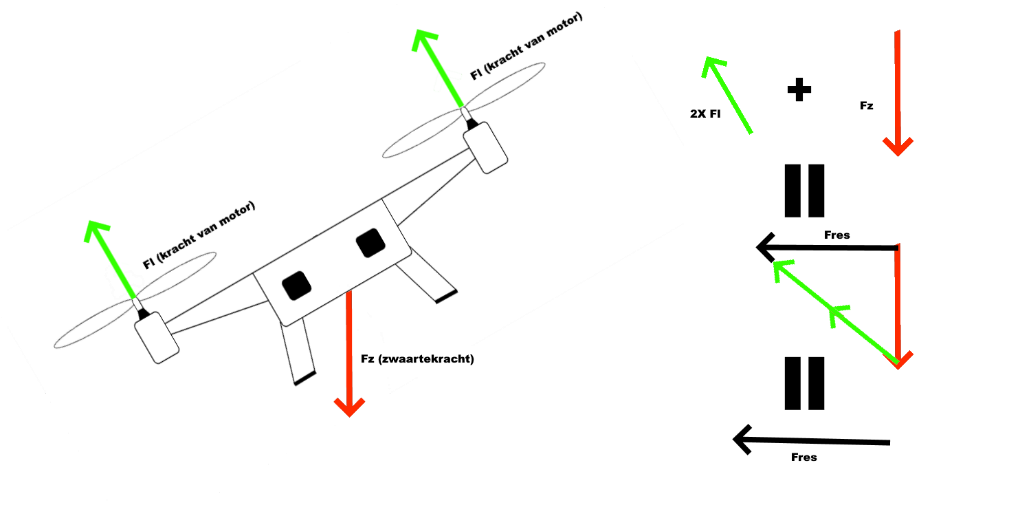 Fl (kracht van motor)
Fl (kracht van motor)
Fz (zwaartekracht)
2X Fl
+
Fz
Fres
Fres